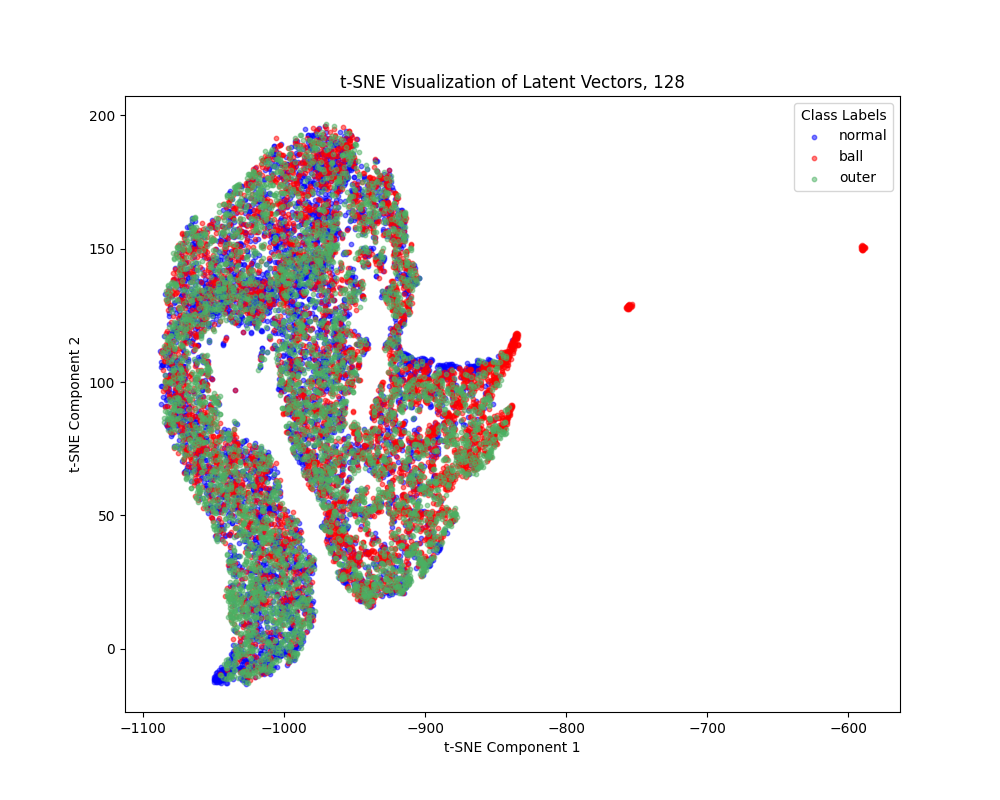 t-SNE Visualization of Latent Vectors, 128
Class Labels
normal
ball
outer
t-SNE Component 2
200
150
100
50
0
−1100
−1000
−900
−800
−700
−600
t-SNE Component 1